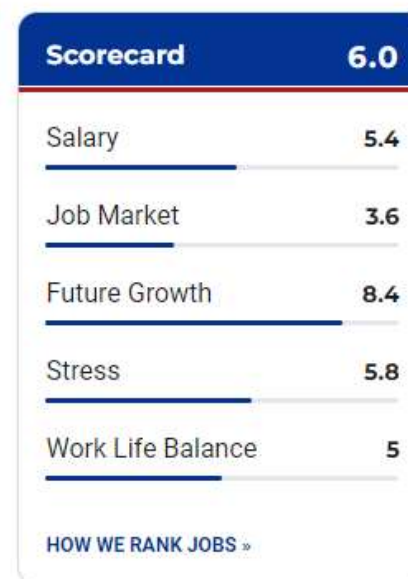 Scorecard 6.0
Salary 5.4
Job Market 3.6
Future Growth 8.4
Stress 5.8
Work Life Balance 5
HOW WE RANK JOBS »